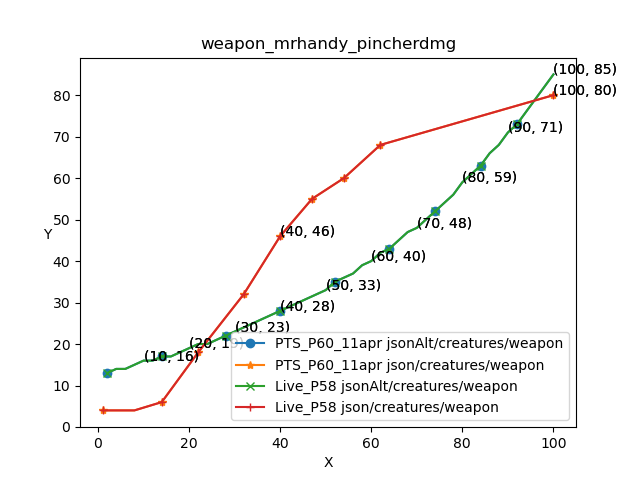 weapon_mrhandy_pincherdmg
(100, 85)
(100, 80)
(90, 71)
(80, 59)
(70, 48)
(40, 46)
(60, 40)
(50, 33)
(40, 28)
(30, 23)
(20, 
(10, 16)
Y
80
70
60
50
40
30
20
10
0
PTS_P60_11apr jsonAlt/creatures/weapon
PTS_P60_11apr json/creatures/weapon
Live_P58 jsonAlt/creatures/weapon
Live_P58 json/creatures/weapon
0 20 40 60 80 100
X